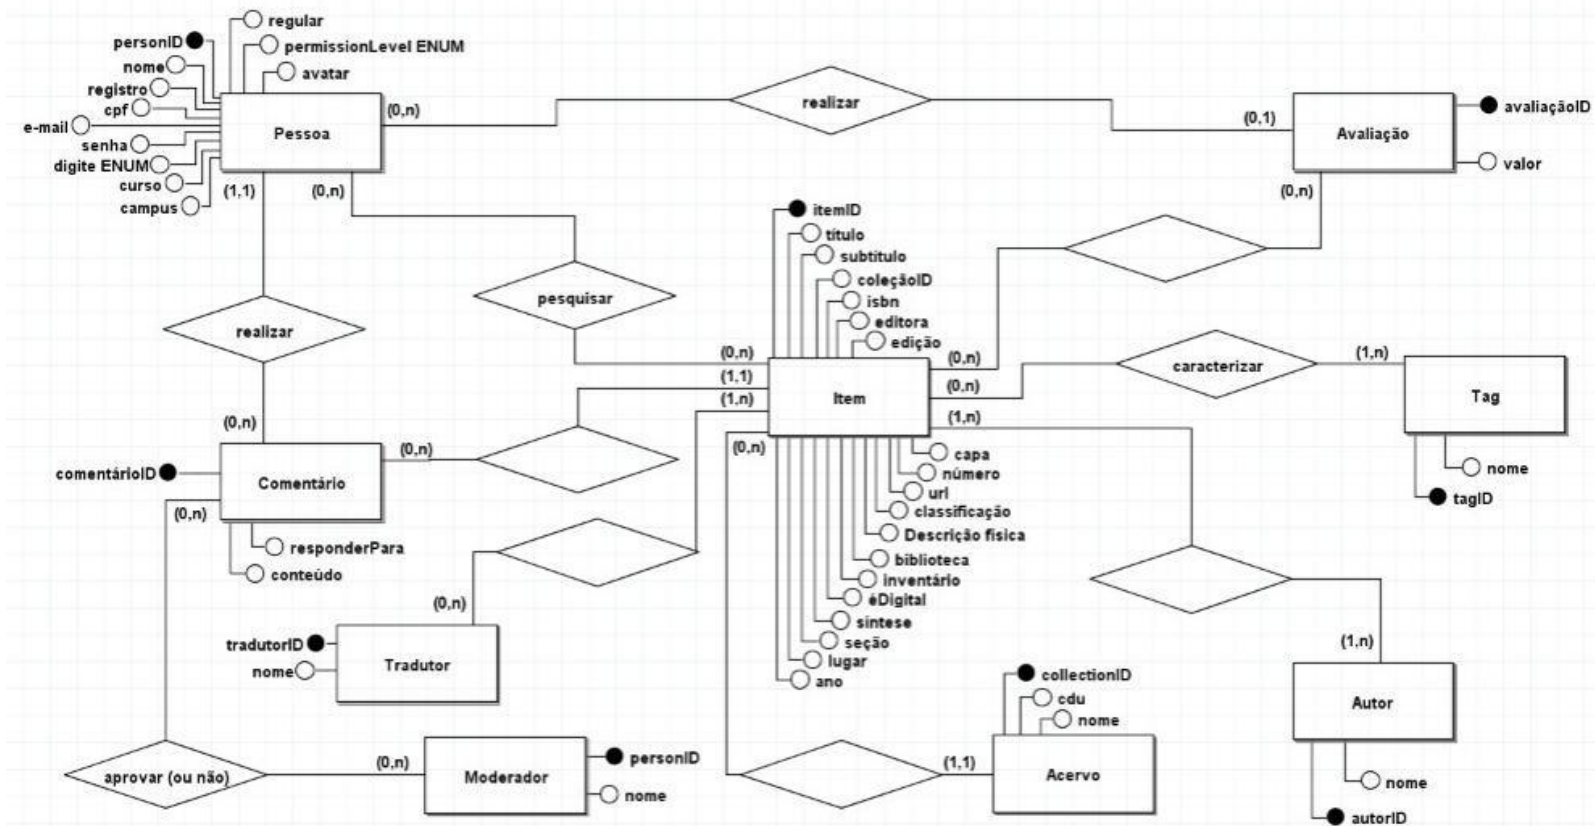 regular
personID
permissionLevel ENUM
nome
avatar
registro
cpf
e-mail
senha
digite ENUM
curso
campus
Pessoa
(0,n)
(1,1)
(0,n)
realizar
(0,1)
Avaliação
avaliaçãoID
valor
(0,n)
realizar
pesquisar
itemID
título
subtítulo
coleçãoID
isbn
editora
edição
(0,n)
(1,1)
(1,n)
(0,n)
Item
(0,n)
(0,n)
(1,n)
caracterizar
(1,n)
Tag
nome
tagID
(0,n)
(0,n)
comentárioID
Comentário
(0,n)
responderPara
conteúdo
capa
número
url
classificação
Descrição física
biblioteca
inventário
éDigital
síntese
seção
lugar
ano
(0,n)
tradutorID
nome
Tradutor
(1,n)
Autor
nome
autorID
collectionID
cdu
nome
(1,1)
Acervo
aprovar (ou não)
(0,n)
Moderador
personID
nome